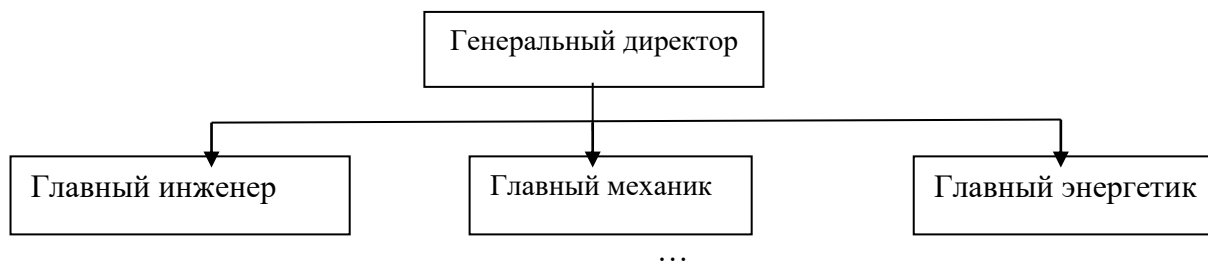 Генеральный директор
Главный инженер
Главный механик
Главный энергетик
…